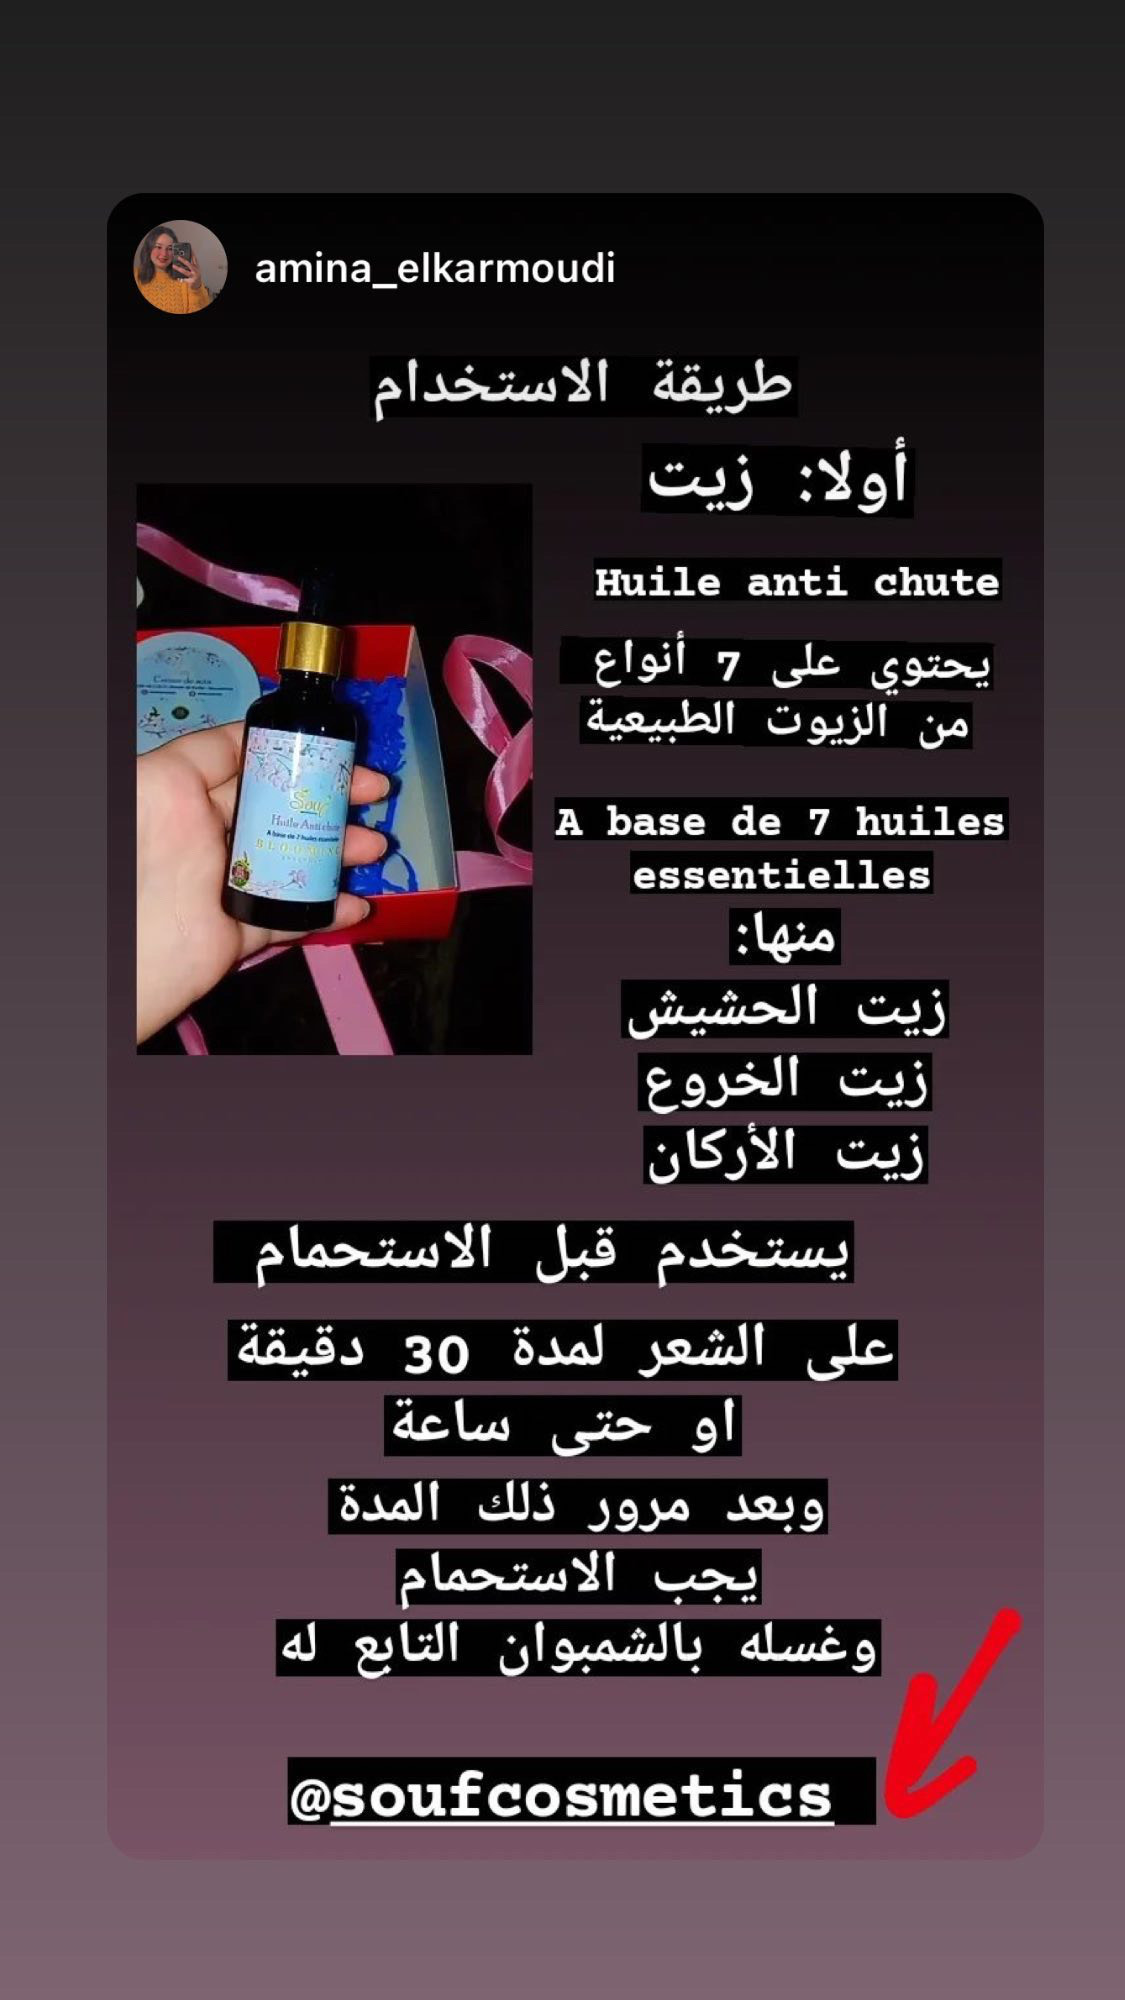 amina_elkarmoudi
طريقة الاستخدام
أولا: زيت
Huile anti chute
يحتوي على 7 أنواع
من الزيوت الطبيعية
A base de 7 huiles
essentielles
منها:
زيت الحشيش
زيت الخروع
زيت الأركان
Souf
Huile Anti chute
A base de 7 huiles essentielles
يستخدم قبل الاستحمام
على الشعر لمدة 30 دقيقة
او حتى ساعة
وبعد مرور ذلك المدة
يجب الاستحمام
وغسله بالشمبوان التابع له
@soufcosmetics